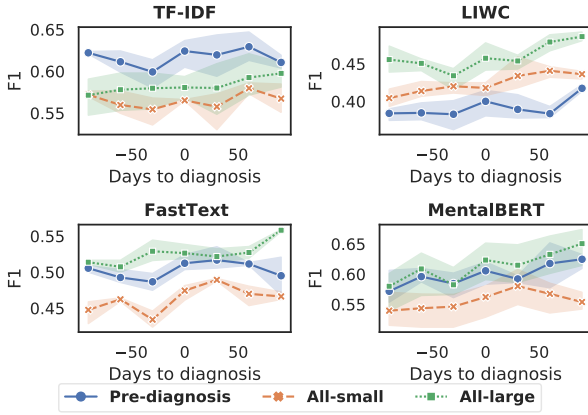 TF-IDF
LIWC
0.65
0.60
0.55
F1
0.45
0.40
F1
−50 0 50
−50 0 50
Days to diagnosis
Days to diagnosis
FastText
MentalBERT
0.55
0.50
0.45
F1
0.65
0.60
0.55
F1
−50 0 50
−50 0 50
Days to diagnosis
Days to diagnosis
Pre-diagnosis All-small All-large